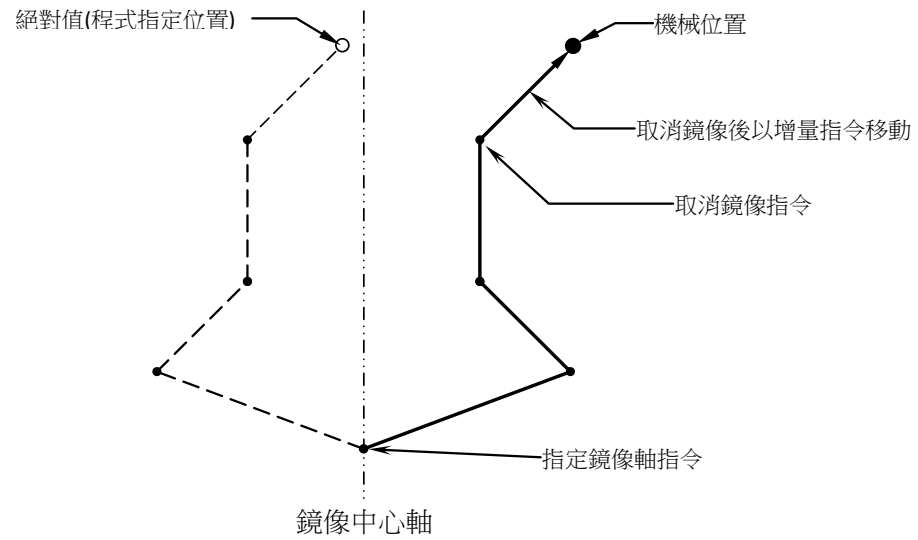 絕對值(程式指定位置)
機械位置
取消鏡像後以增量指令移動
取消鏡像指令
指定鏡像軸指令
鏡像中心軸